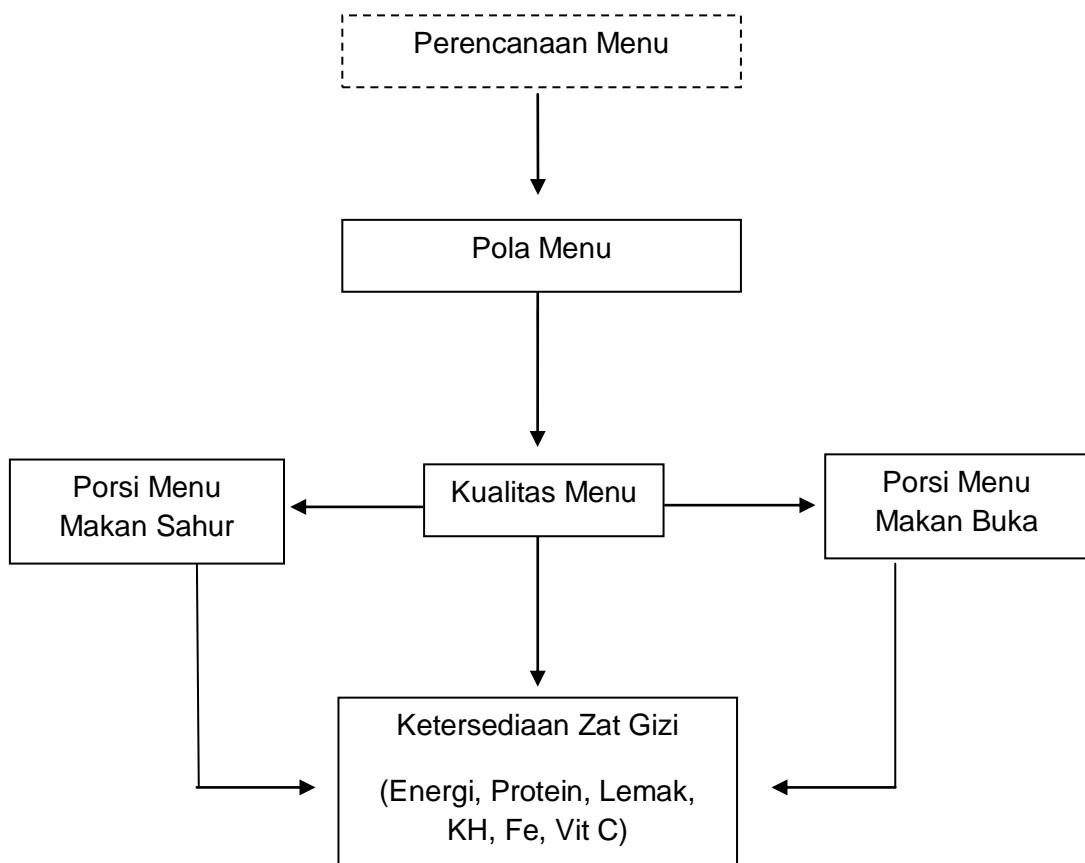 Perencanaan Menu
Pola Menu
Porsi Menu
Makan Sahur
Kualitas Menu
Porsi Menu
Makan Buka
Ketersediaan Zat Gizi
(Energi, Protein, Lemak,
KH, Fe, Vit C)